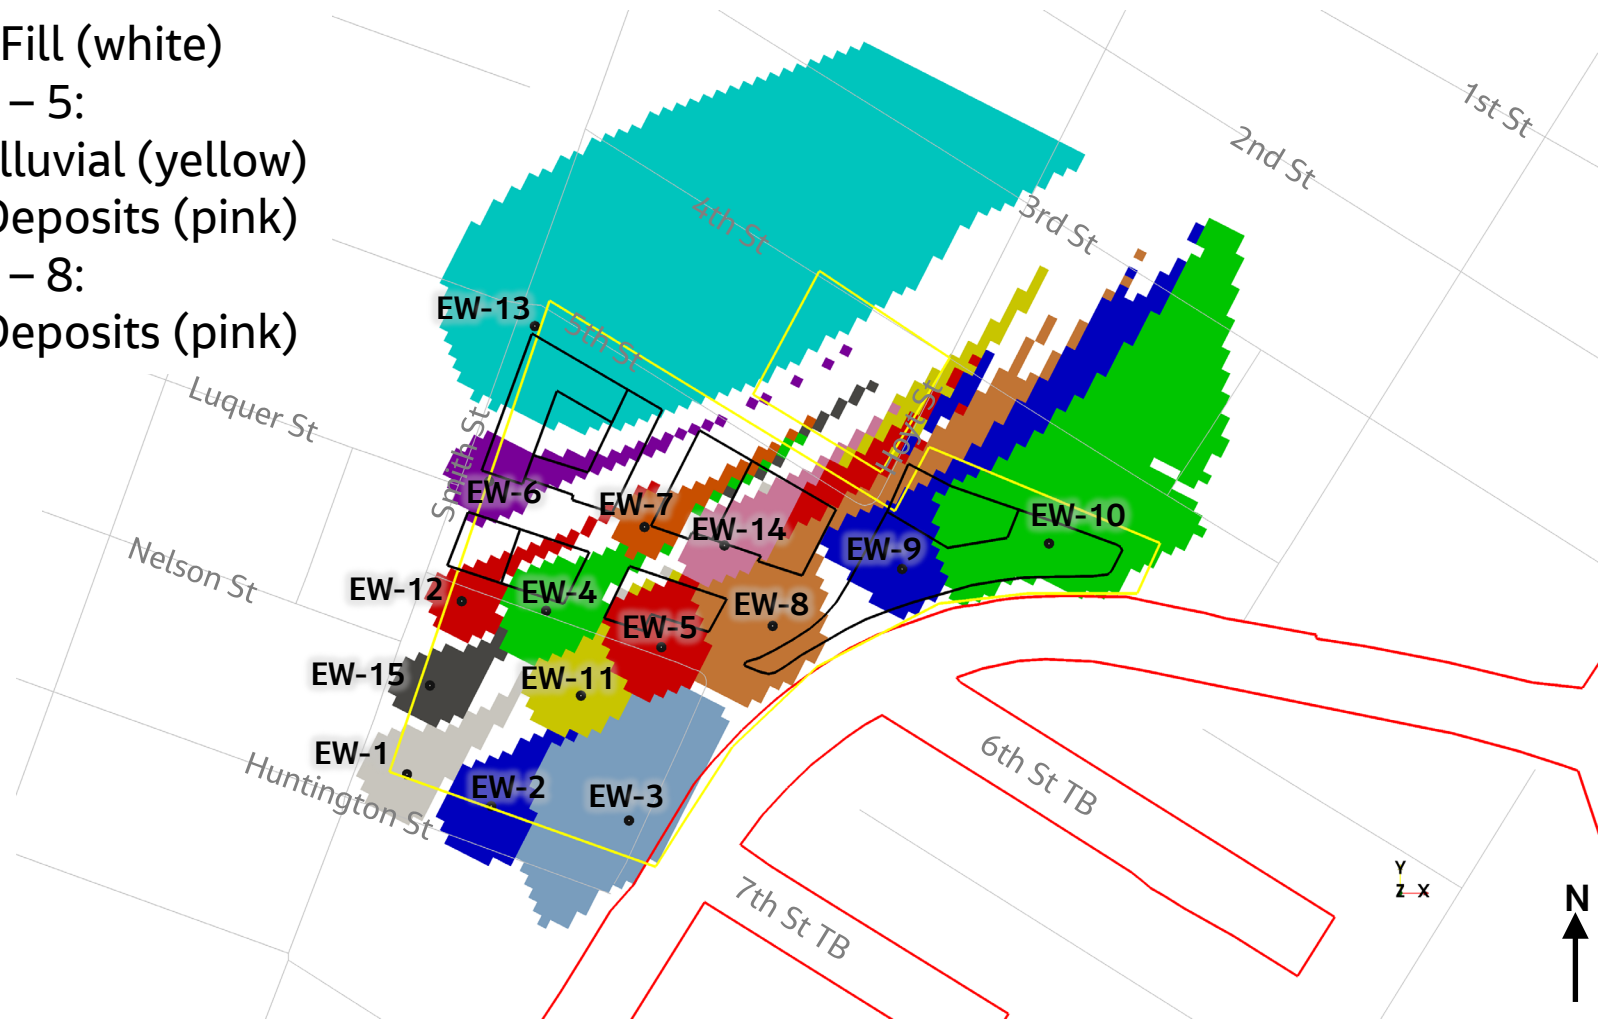 Fill (white)
– 5:
lluvial (yellow)
Deposits (pink)
– 8:
Deposits (pink)
1st St
2nd St
3rd St
4th St
5th St
EW-13
Luquer St
Smith St
Hoyt St
EW-6
EW-7
EW-14
EW-10
EW-9
Nelson St
EW-12
EW-4
EW-8
EW-5
EW-15
EW-11
EW-1
Huntington St
EW-2
EW-3
6th St TB
7th St TB
Y
Z X
N